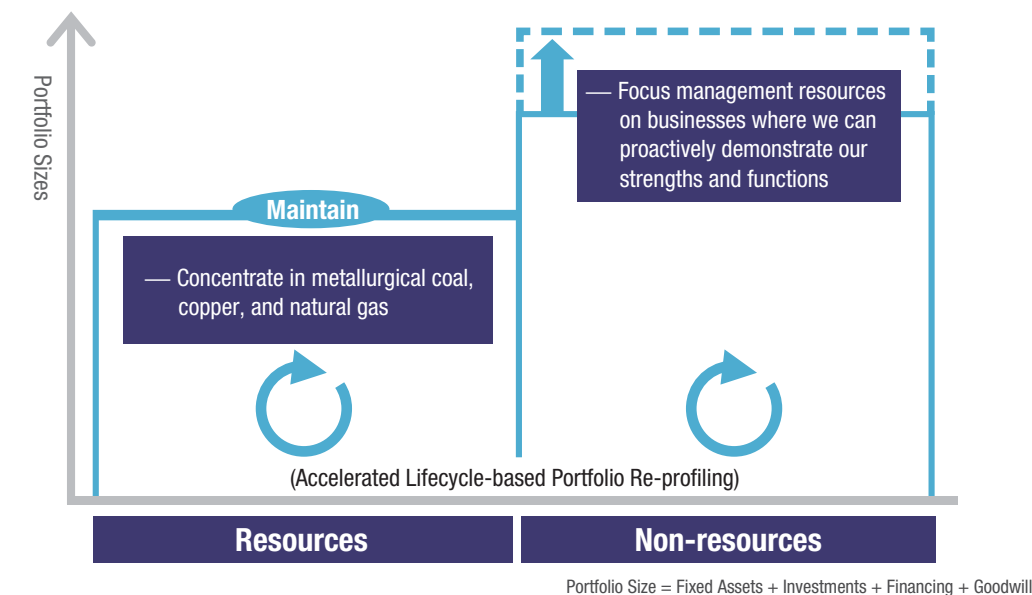 Portfolio Sizes
— Focus management resources
on businesses where we can
proactively demonstrate our
strengths and functions
Maintain
— Concentrate in metallurgical coal,
copper, and natural gas
(Accelerated Lifecycle-based Portfolio Re-profiling)
Resources
Non-resources
Portfolio Size = Fixed Assets + Investments + Financing + Goodwill